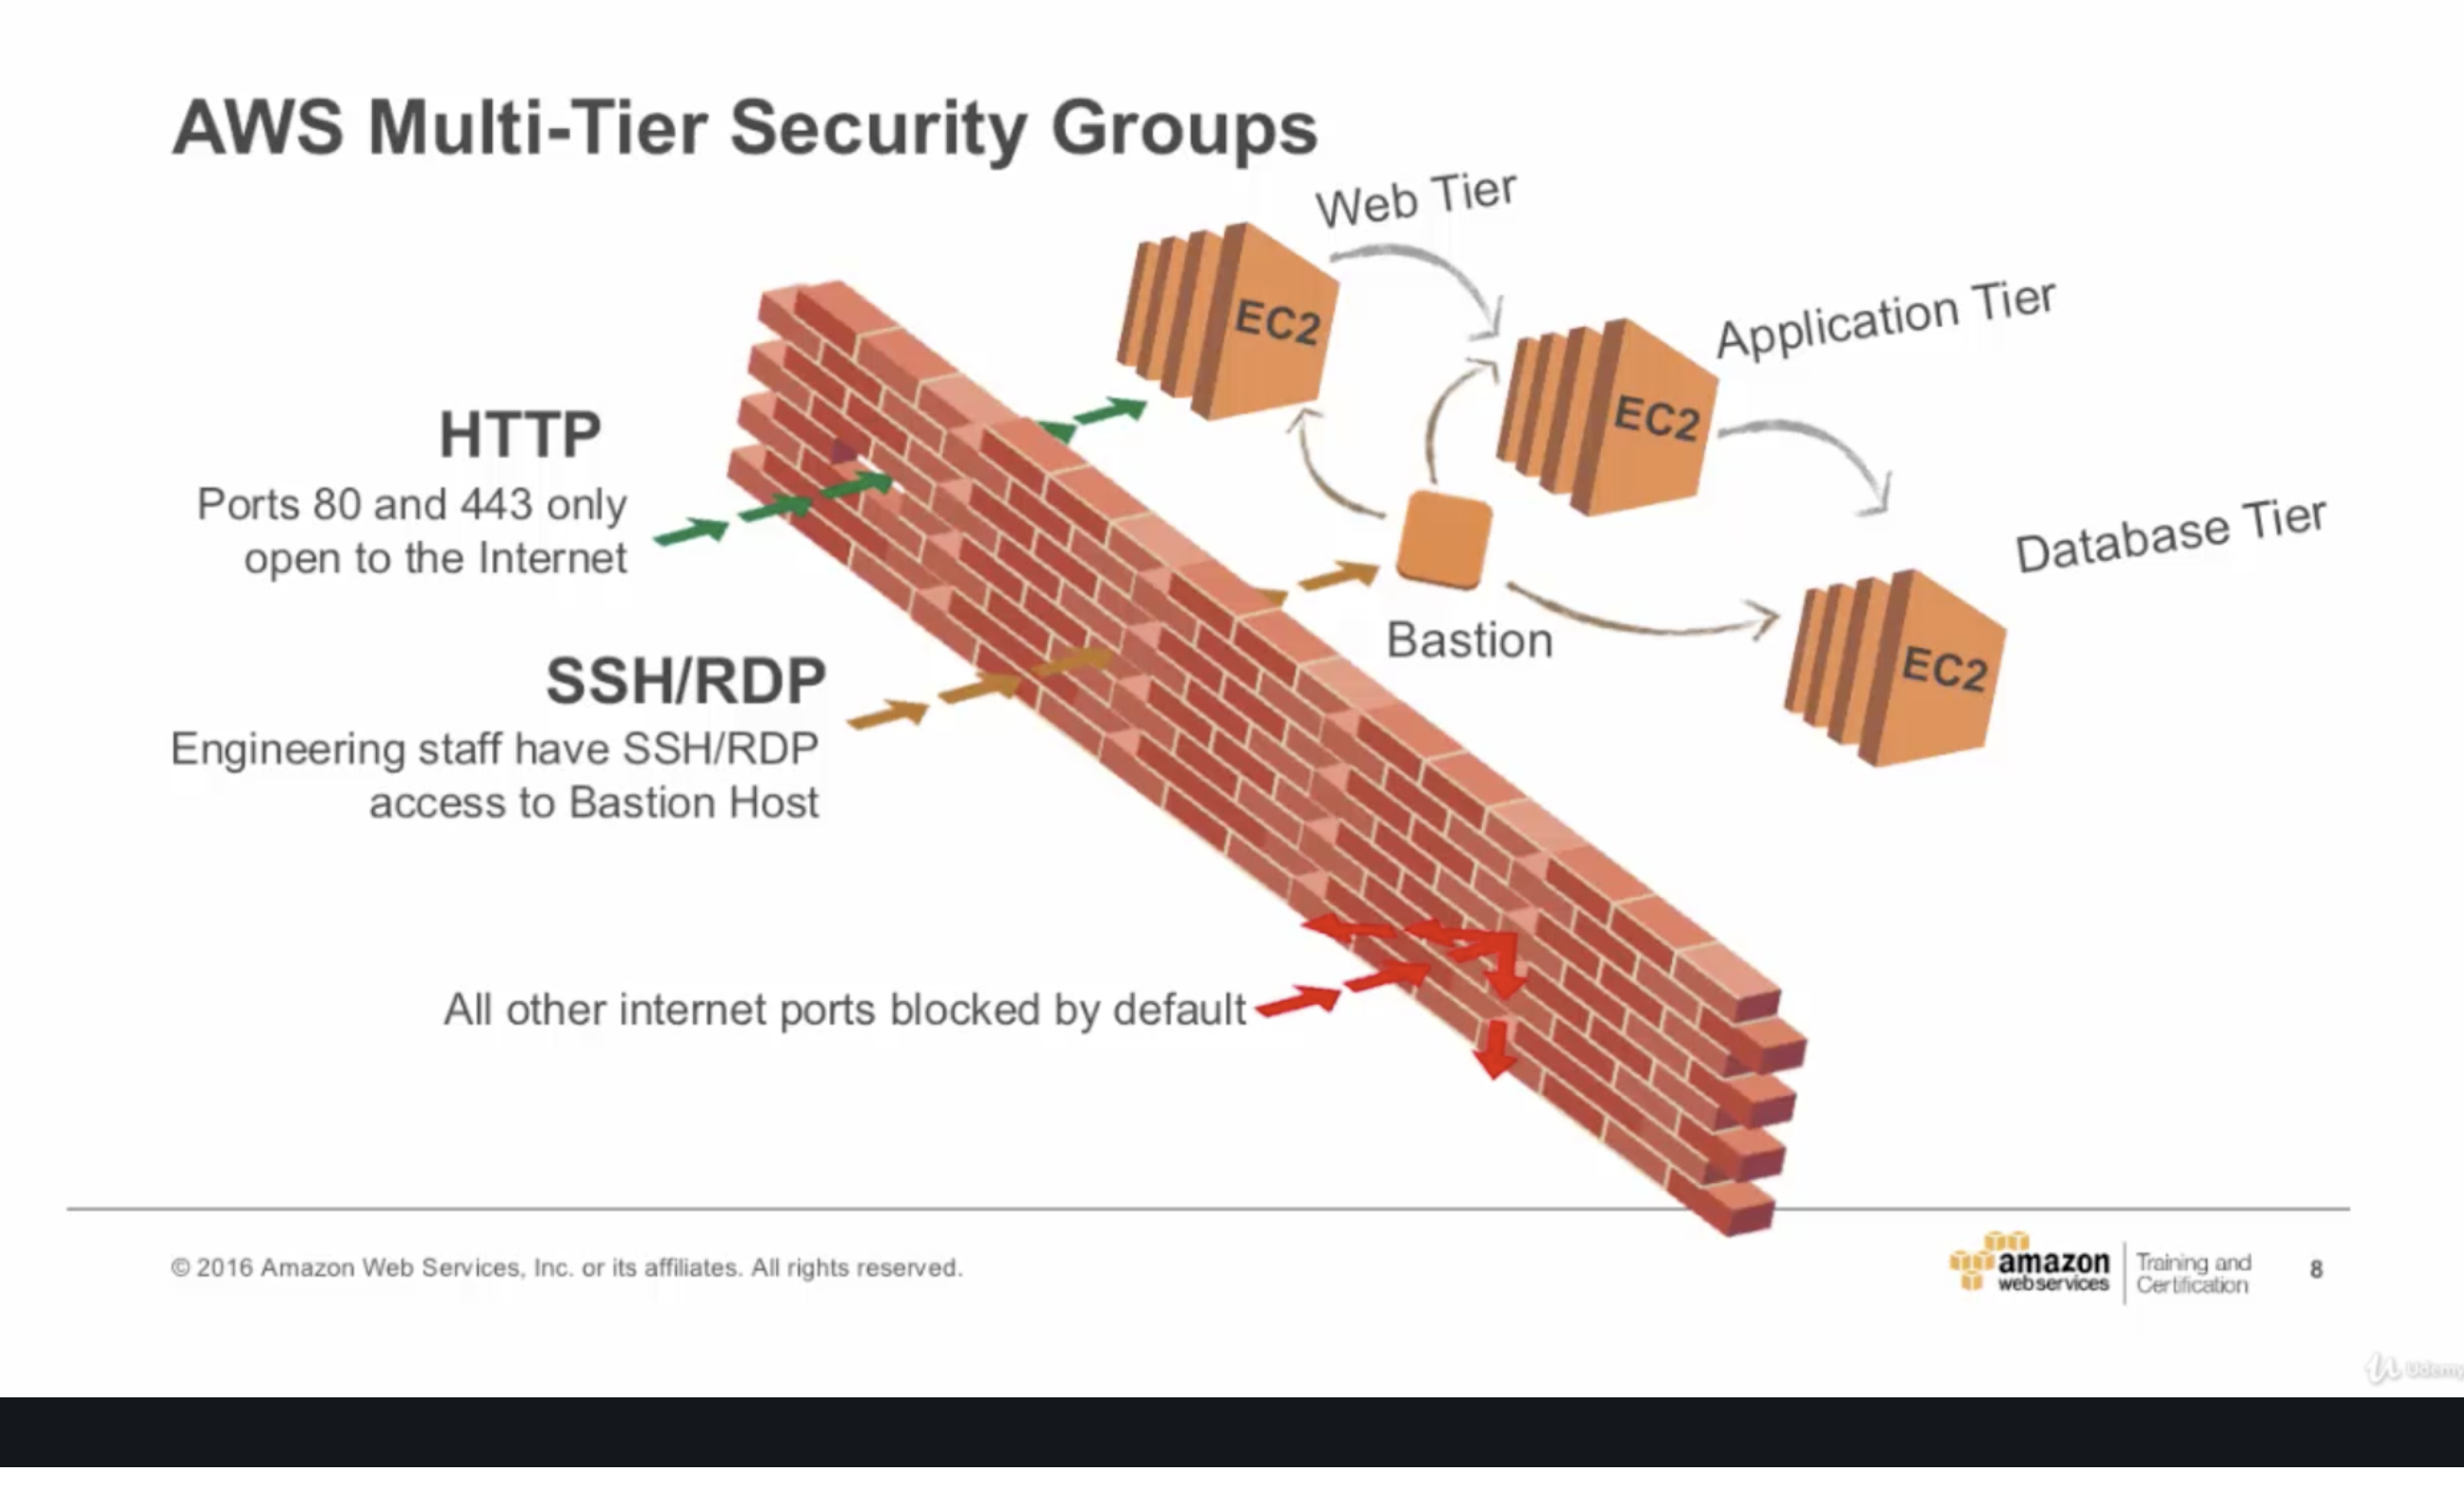 AWS Multi-Tier Security Groups
Web Tier
EC2
Application Tier
EC2
HTTP
Ports 80 and 443 only
open to the Internet
Database Tier
EC2
Bastion
SSH/RDP
Engineering staff have SSH/RDP
access to Bastion Host
All other internet ports blocked by default
© 2016 Amazon Web Services, Inc. or its affiliates. All rights reserved.
amazon
webservices
Training and
Certification
8
Udemy